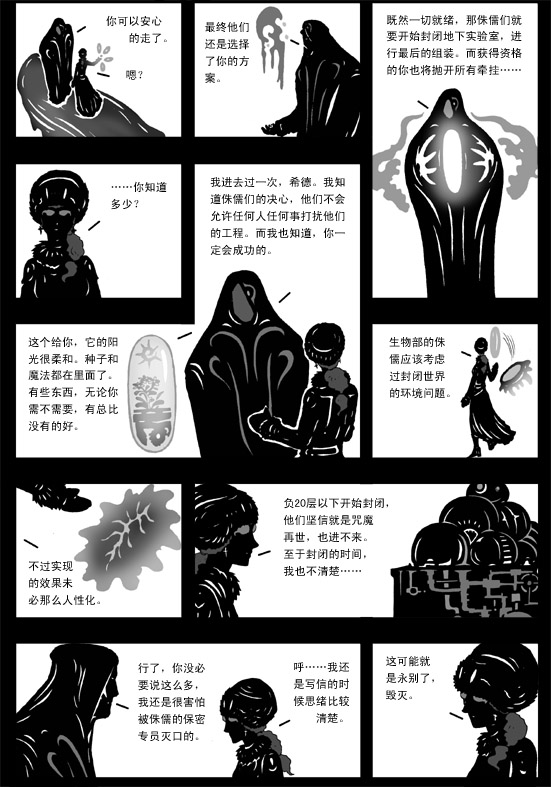 你可以安心
的走了。
嗯？
最终他们
还是选择
了你的方
案。
既然一切就绪，那侏儒们就
要开始封闭地下实验室，进
行最后的组装。而获得资格
的你也将抛开所有牵挂……
……你知道
多少？
我进去过一次，希德。我知
道侏儒们的决心，他们不会
允许任何人任何事打扰他们
的工程。而我也知道，你一
定会成功的。
这个给你，它的阳
光很柔和。种子和
魔法都在里面了。
有些东西，无论你
需不需要，有总比
没有的好。
生物部的侏
儒应该考虑
过封闭世界
的环境问题。
不过实现
的效果未
必那么人性化。
负20层以下开始封闭，
他们坚信就是咒魔
再世，也进不来。
至于封闭的时间，
我也不清楚……
行了，你没必
要说这么多，
我还是很害怕
被侏儒的保密
专员灭口的。
呼……我还
是写信的时
候思绪比较
清楚。
这可能就
是永别了，
毁灭。